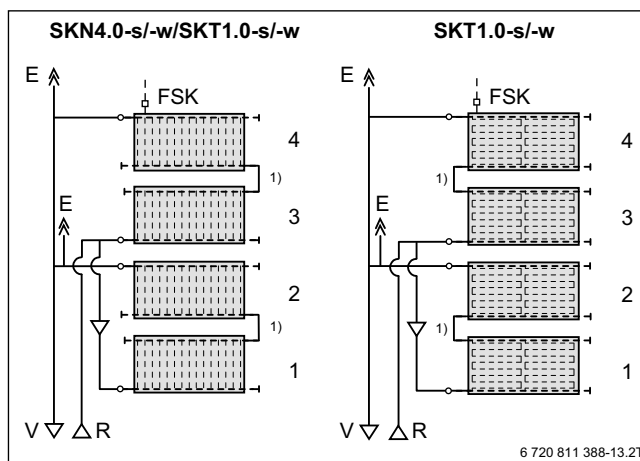 SKN4.0-s/-w/SKT1.0-s/-w
E
FSK
4
1)
3
E
2
1)
1
V
R
SKT1.0-s/-w
E
FSK
4
1)
3
E
2
1)
1
V
R
6 720 811 388-13.2T